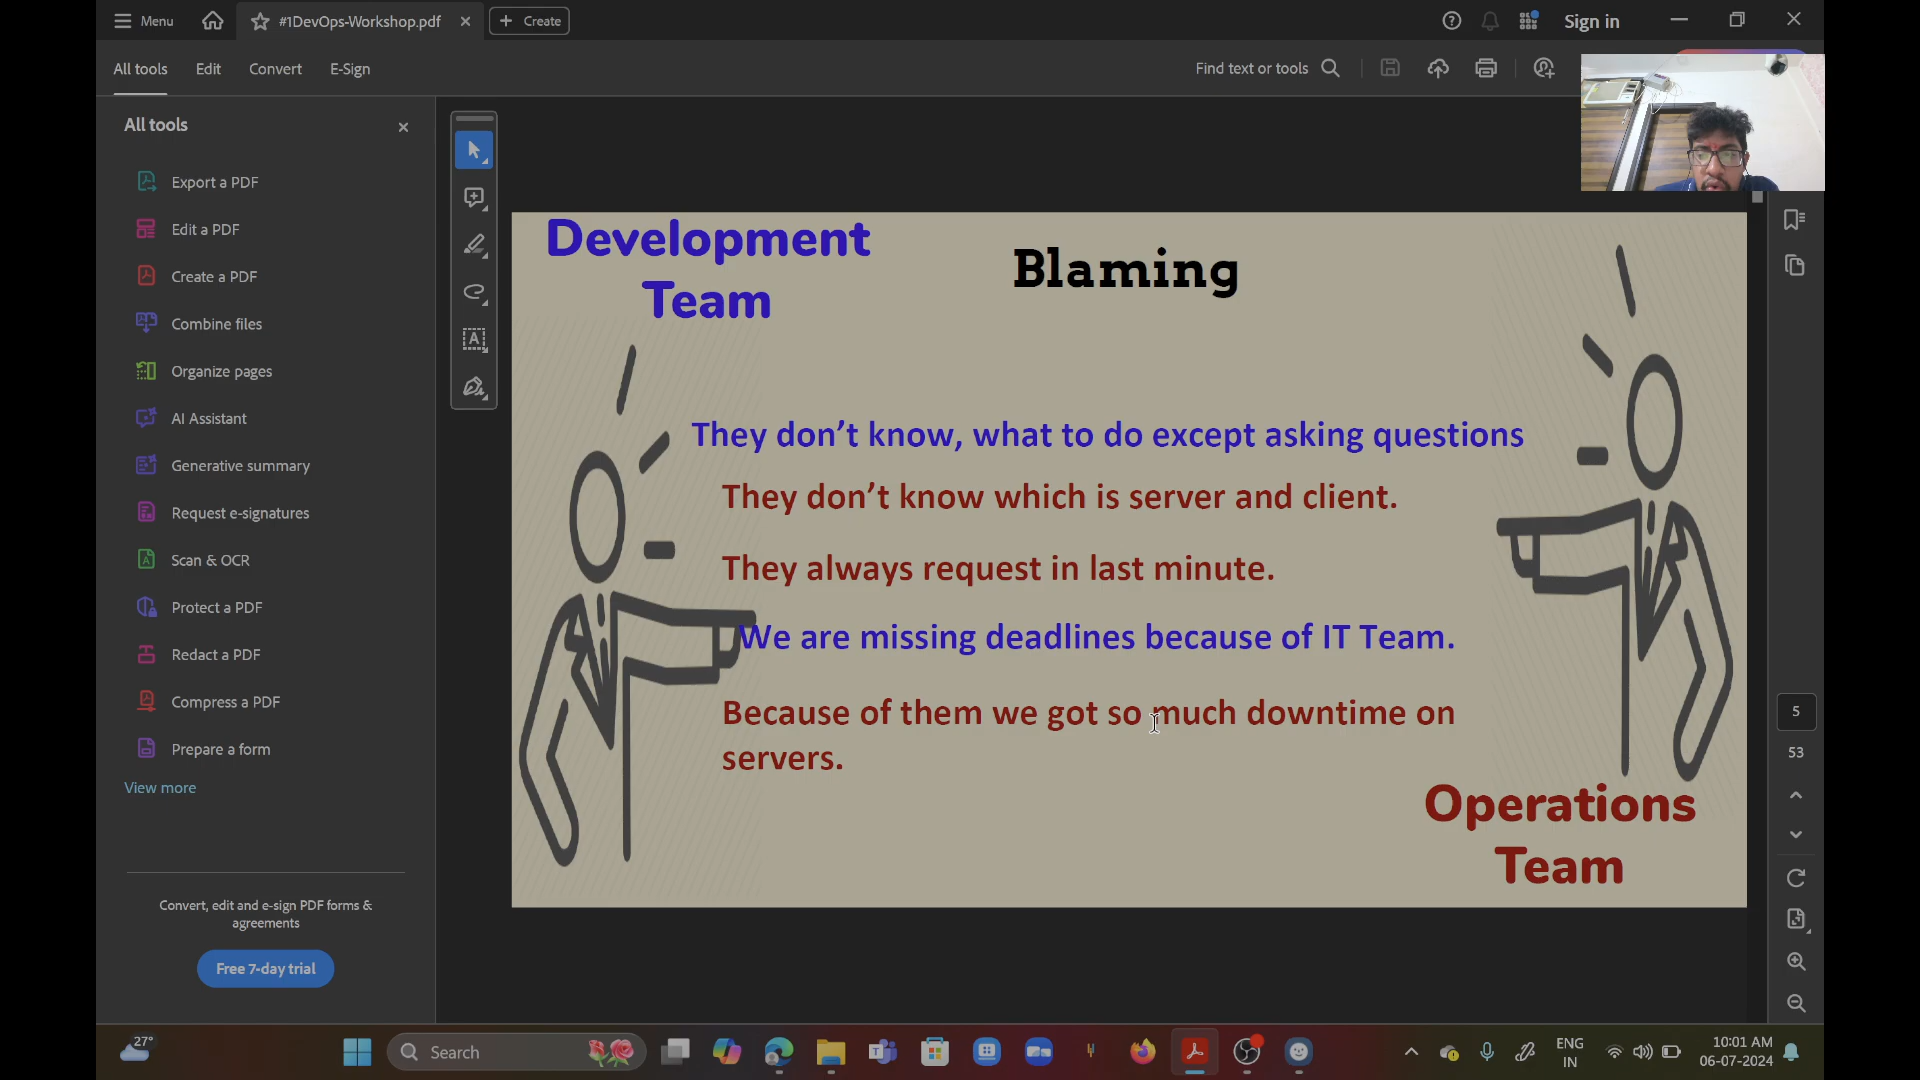 Menu
#1DevOps-Workshop.pdf
Create
Sign in
All tools
Edit
Convert
E-Sign
Find text or tools
All tools
Export a PDF
Edit a PDF
Create a PDF
Combine files
Organize pages
AI Assistant
Generative summary
Request e-signatures
Scan & OCR
Protect a PDF
Redact a PDF
Compress a PDF
Prepare a form
View more
Convert, edit and e-sign PDF forms &
agreements
Free 7-day trial
Development
Team
Blaming
They don't know, what to do except asking questions
They don't know which is server and client.
They always request in last minute.
We are missing deadlines because of IT Team.
Because of them we got so much downtime on
servers.
Operations
Team
5
53
27°
Search
ENG
IN
10:01 AM
06-07-2024